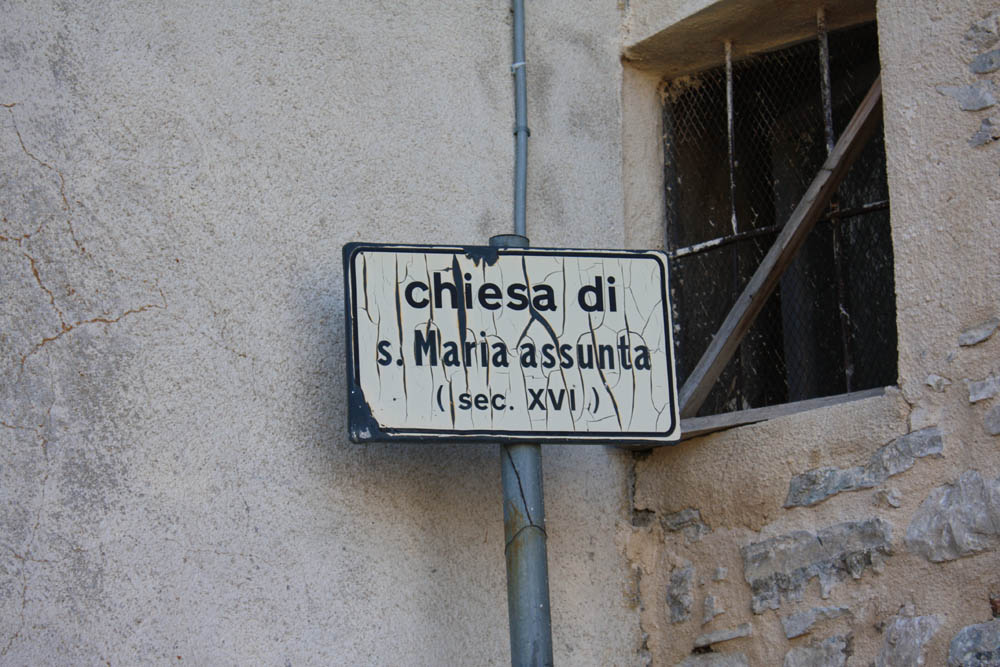 chiesa di
s. Maria assunta
( sec. XVI )